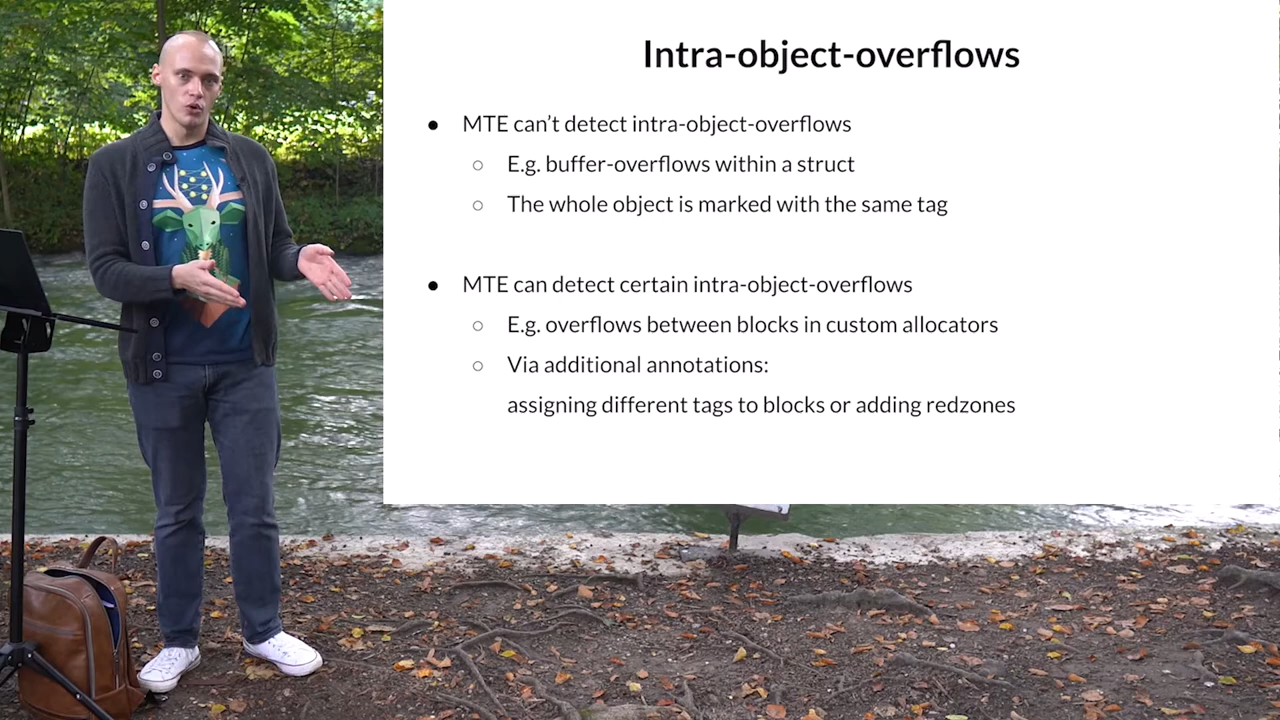 Intra-object-overflows
● MTE can’t detect intra-object-overflows
○ E.g. buffer-overflows within a struct
○ The whole object is marked with the same tag
● MTE can detect certain intra-object-overflows
○ E.g. overflows between blocks in custom allocators
○ Via additional annotations:
assigning different tags to blocks or adding redzones